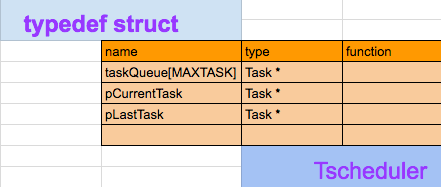 typedef struct
name type function
taskQueue[MAXTASK] Task *
pCurrentTask Task *
pLastTask Task *
Tscheduler